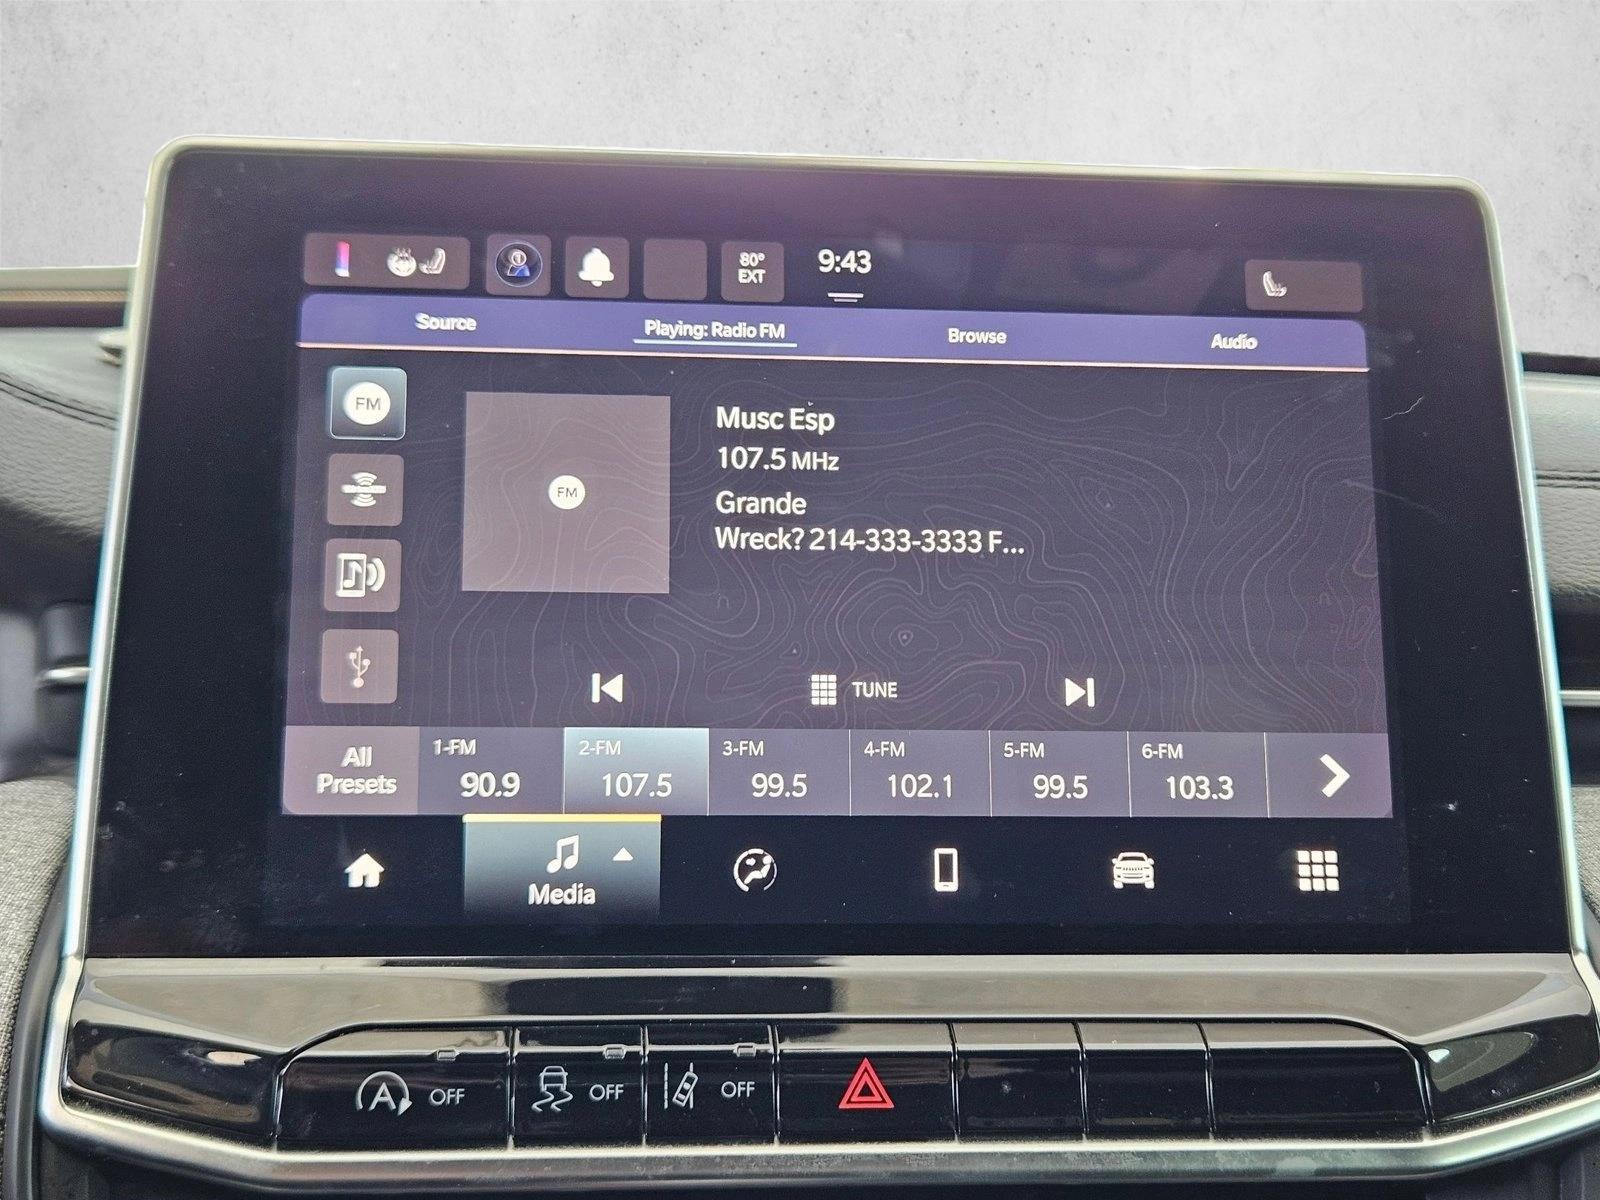 80°
EXT
9:43
Source
Playing: Radio FM
Browse
Audio
FM
FM
Musc Esp
107.5 MHz
Grande
Wreck? 214-333-3333 F...
TUNE
All
Presets
1-FM
90.9
2-FM
107.5
3-FM
99.5
4-FM
102.1
5-FM
99.5
6-FM
103.3
Media
A OFF
OFF
OFF